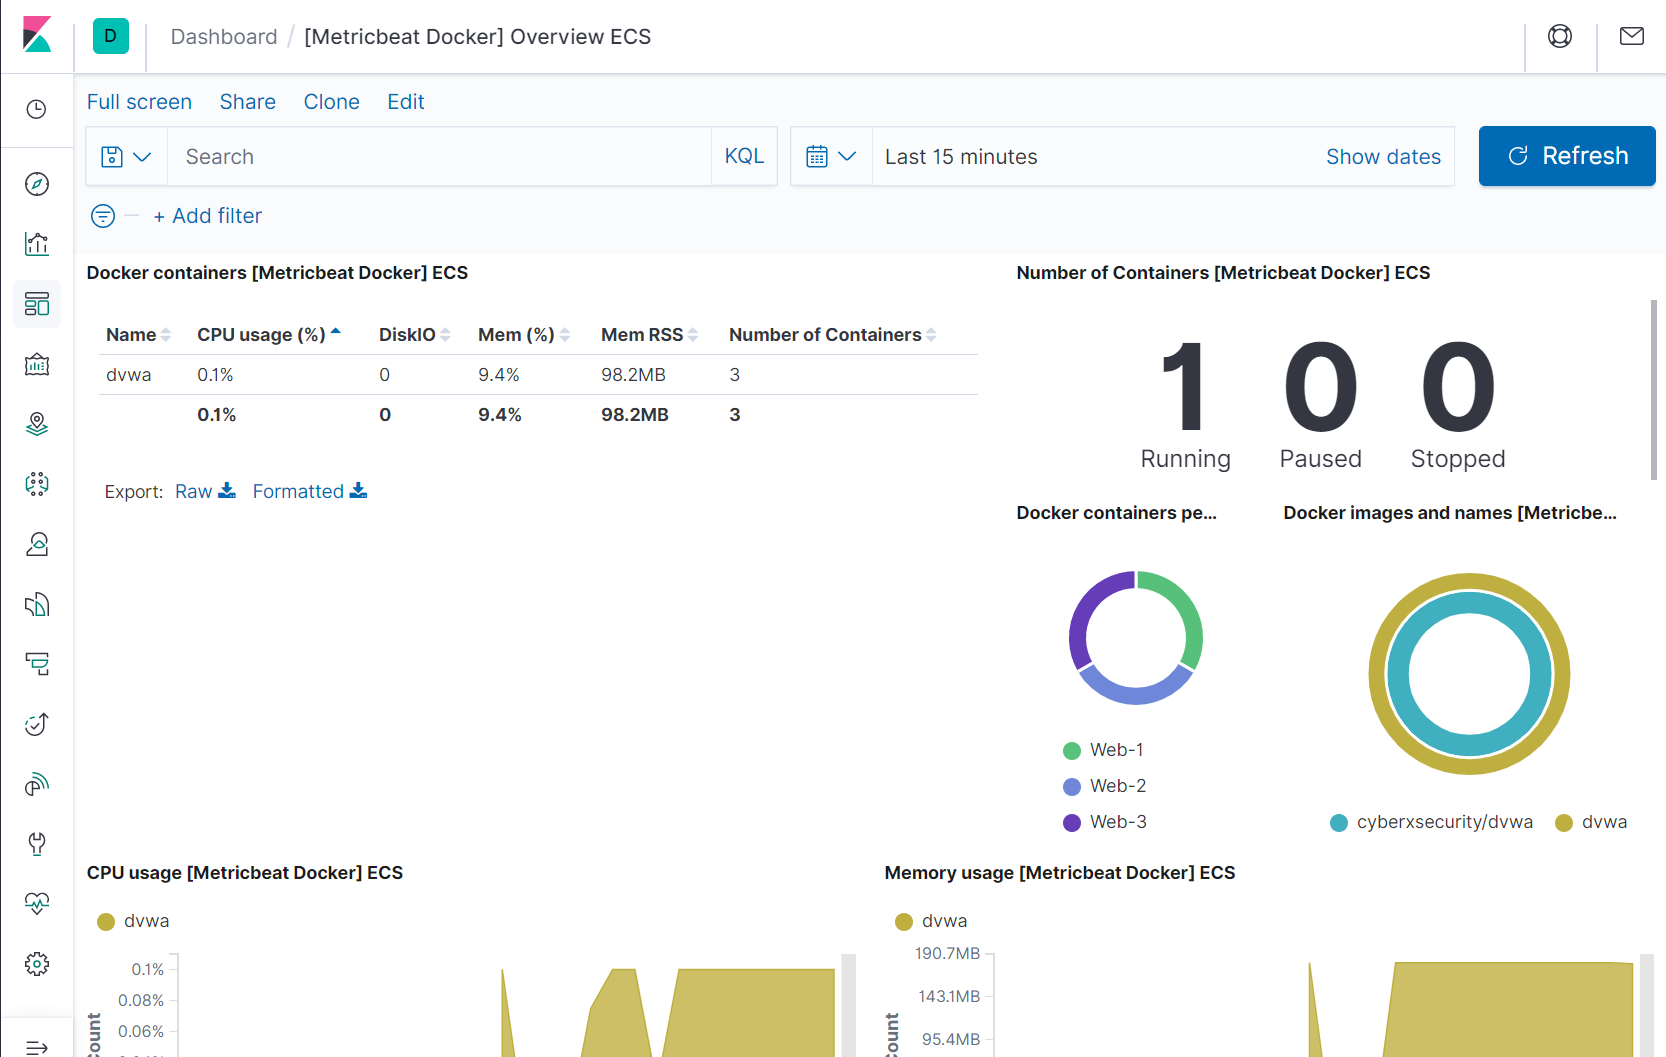 D Dashboard / [Metricbeat Docker] Overview ECS
Full screen Share Clone Edit
Search KQL Last 15 minutes Show dates Refresh
+ Add filter
Docker containers [Metricbeat Docker] ECS
Name CPU usage (%) DiskIO Mem (%) Mem RSS Number of Containers
dvwa 0.1% 0 9.4% 98.2MB 3
0.1% 0 9.4% 98.2MB 3
Export: Raw Formatted
Number of Containers [Metricbeat Docker] ECS
1 0 0
Running Paused Stopped
Docker containers pe...
Web-1
Web-2
Web-3
Docker images and names [Metricbe...
cyberxsecurity/dvwa dvwa
CPU usage [Metricbeat Docker] ECS
dvwa
0.1%
0.08%
0.06%
Memory usage [Metricbeat Docker] ECS
dvwa
190.7MB
143.1MB
95.4MB